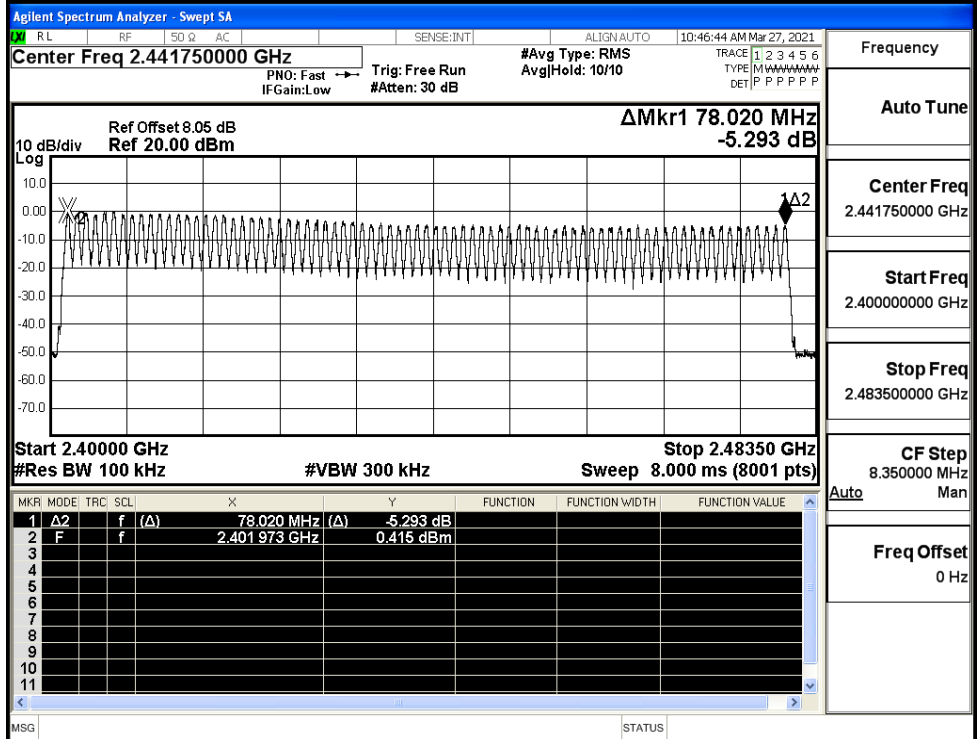 Agilent Spectrum Analyzer - Swept SA
LXI RL RF 50 Ω AC SENSE:INT ALIGNAUTO 10:46:44 AM Mar 27, 2021
Center Freq 2.441750000 GHz
PNO: Fast
IFGain:Low
Trig: Free Run
#Atten: 30 dB
#Avg Type: RMS
Avg|Hold: 10/10
TRACE 1 2 3 4 5 6
TYPE M W W W W W
DET P P P P P P
Frequency
Auto Tune
Center Freq
2.441750000 GHz
Start Freq
2.400000000 GHz
Stop Freq
2.483500000 GHz
CF Step
8.350000 MHz
Auto Man
Freq Offset
0 Hz
ΔMkr1 78.020 MHz
-5.293 dB
Ref Offset 8.05 dB
10 dB/div Ref 20.00 dBm
Log
10.0
0.00
-10.0
-20.0
-30.0
-40.0
-50.0
-60.0
-70.0
2
1Δ2
Start 2.40000 GHz Stop 2.48350 GHz
#Res BW 100 kHz #VBW 300 kHz Sweep 8.000 ms (8001 pts)
MKR MODE TRC SCL X Y FUNCTION FUNCTION WIDTH FUNCTION VALUE
1 Δ2 f (Δ) 78.020 MHz (Δ) -5.293 dB
2 F f 2.401 973 GHz 0.415 dBm
3
4
5
6
7
8
9
10
11
MSG STATUS